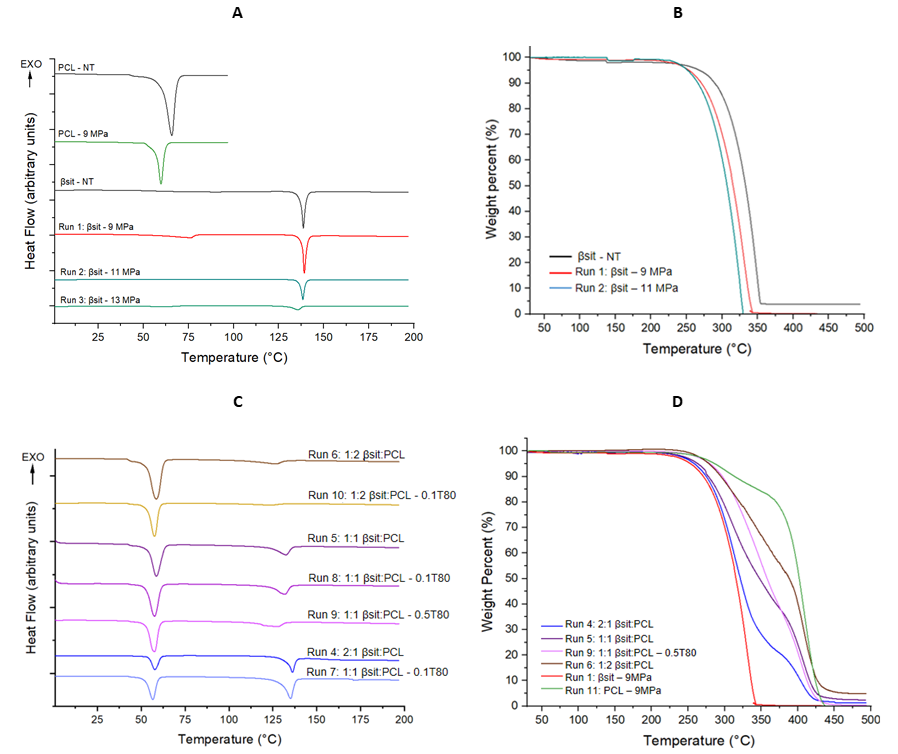 A
EXO
PCL - NT
PCL - 9 MPa
βsit - NT
Run 1: βsit - 9 MPa
Run 2: βsit - 11 MPa
Run 3: βsit - 13 MPa
Heat Flow (arbitrary units)
25 50 75 100 125 150 175 200
Temperature (°C)
B
100
90
80
70
60
50
40
30
20
10
0
Weight percent (%)
βsit - NT
Run 1: βsit – 9 MPa
Run 2: βsit – 11 MPa
50 100 150 200 250 300 350 400 450 500
Temperature (°C)
C
EXO
Run 6: 1:2 βsit:PCL
Run 10: 1:2 βsit:PCL - 0.1T80
Run 5: 1:1 βsit:PCL
Run 8: 1:1 βsit:PCL - 0.1T80
Run 9: 1:1 βsit:PCL - 0.5T80
Run 4: 2:1 βsit:PCL
Run 7: 1:1 βsit:PCL - 0.1T80
Heat Flow (arbitrary units)
25 50 75 100 125 150 175 200
Temperature (°C)
D
100
90
80
70
60
50
40
30
20
10
0
Weight Percent (%)
Run 4: 2:1 βsit:PCL
Run 5: 1:1 βsit:PCL
Run 9: 1:1 βsit:PCL – 0.5T80
Run 6: 1:2 βsit:PCL
Run 1: βsit – 9MPa
Run 11: PCL – 9MPa
50 100 150 200 250 300 350 400 450 500
Temperature (°C)